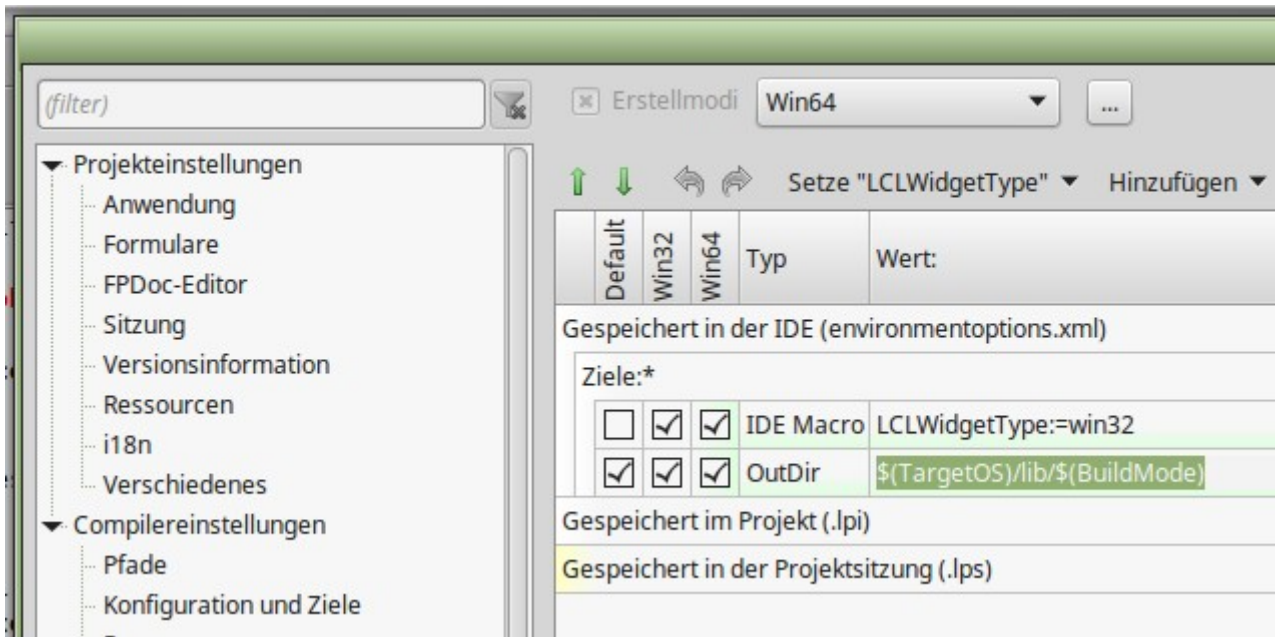 (filter)
Erstellmodi Win64 ...
Projekteinstellungen
Anwendung
Formulare
FPDoc-Editor
Sitzung
Versionsinformation
Ressourcen
i18n
Verschiedenes
Compilereinstellungen
Pfade
Konfiguration und Ziele
Setze "LCLWidgetType" Hinzufügen
Default Win32 Win64 Typ Wert:
Gespeichert in der IDE (environmentoptions.xml)
Ziele:*
IDE Macro LCLWidgetType:=win32
OutDir $(TargetOS)/lib/$(BuildMode)
Gespeichert im Projekt (.lpi)
Gespeichert in der Projektsitzung (.lps)